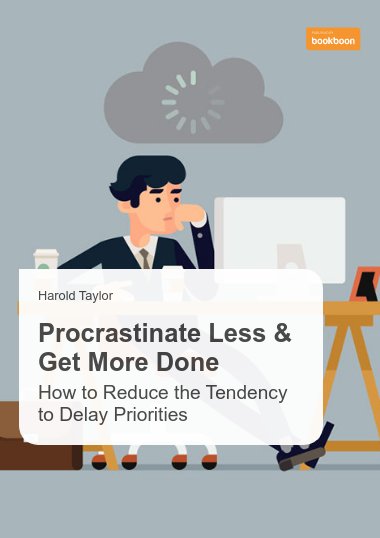 bookboon
Harold Taylor
Procrastinate Less &
Get More Done
How to Reduce the Tendency
to Delay Priorities